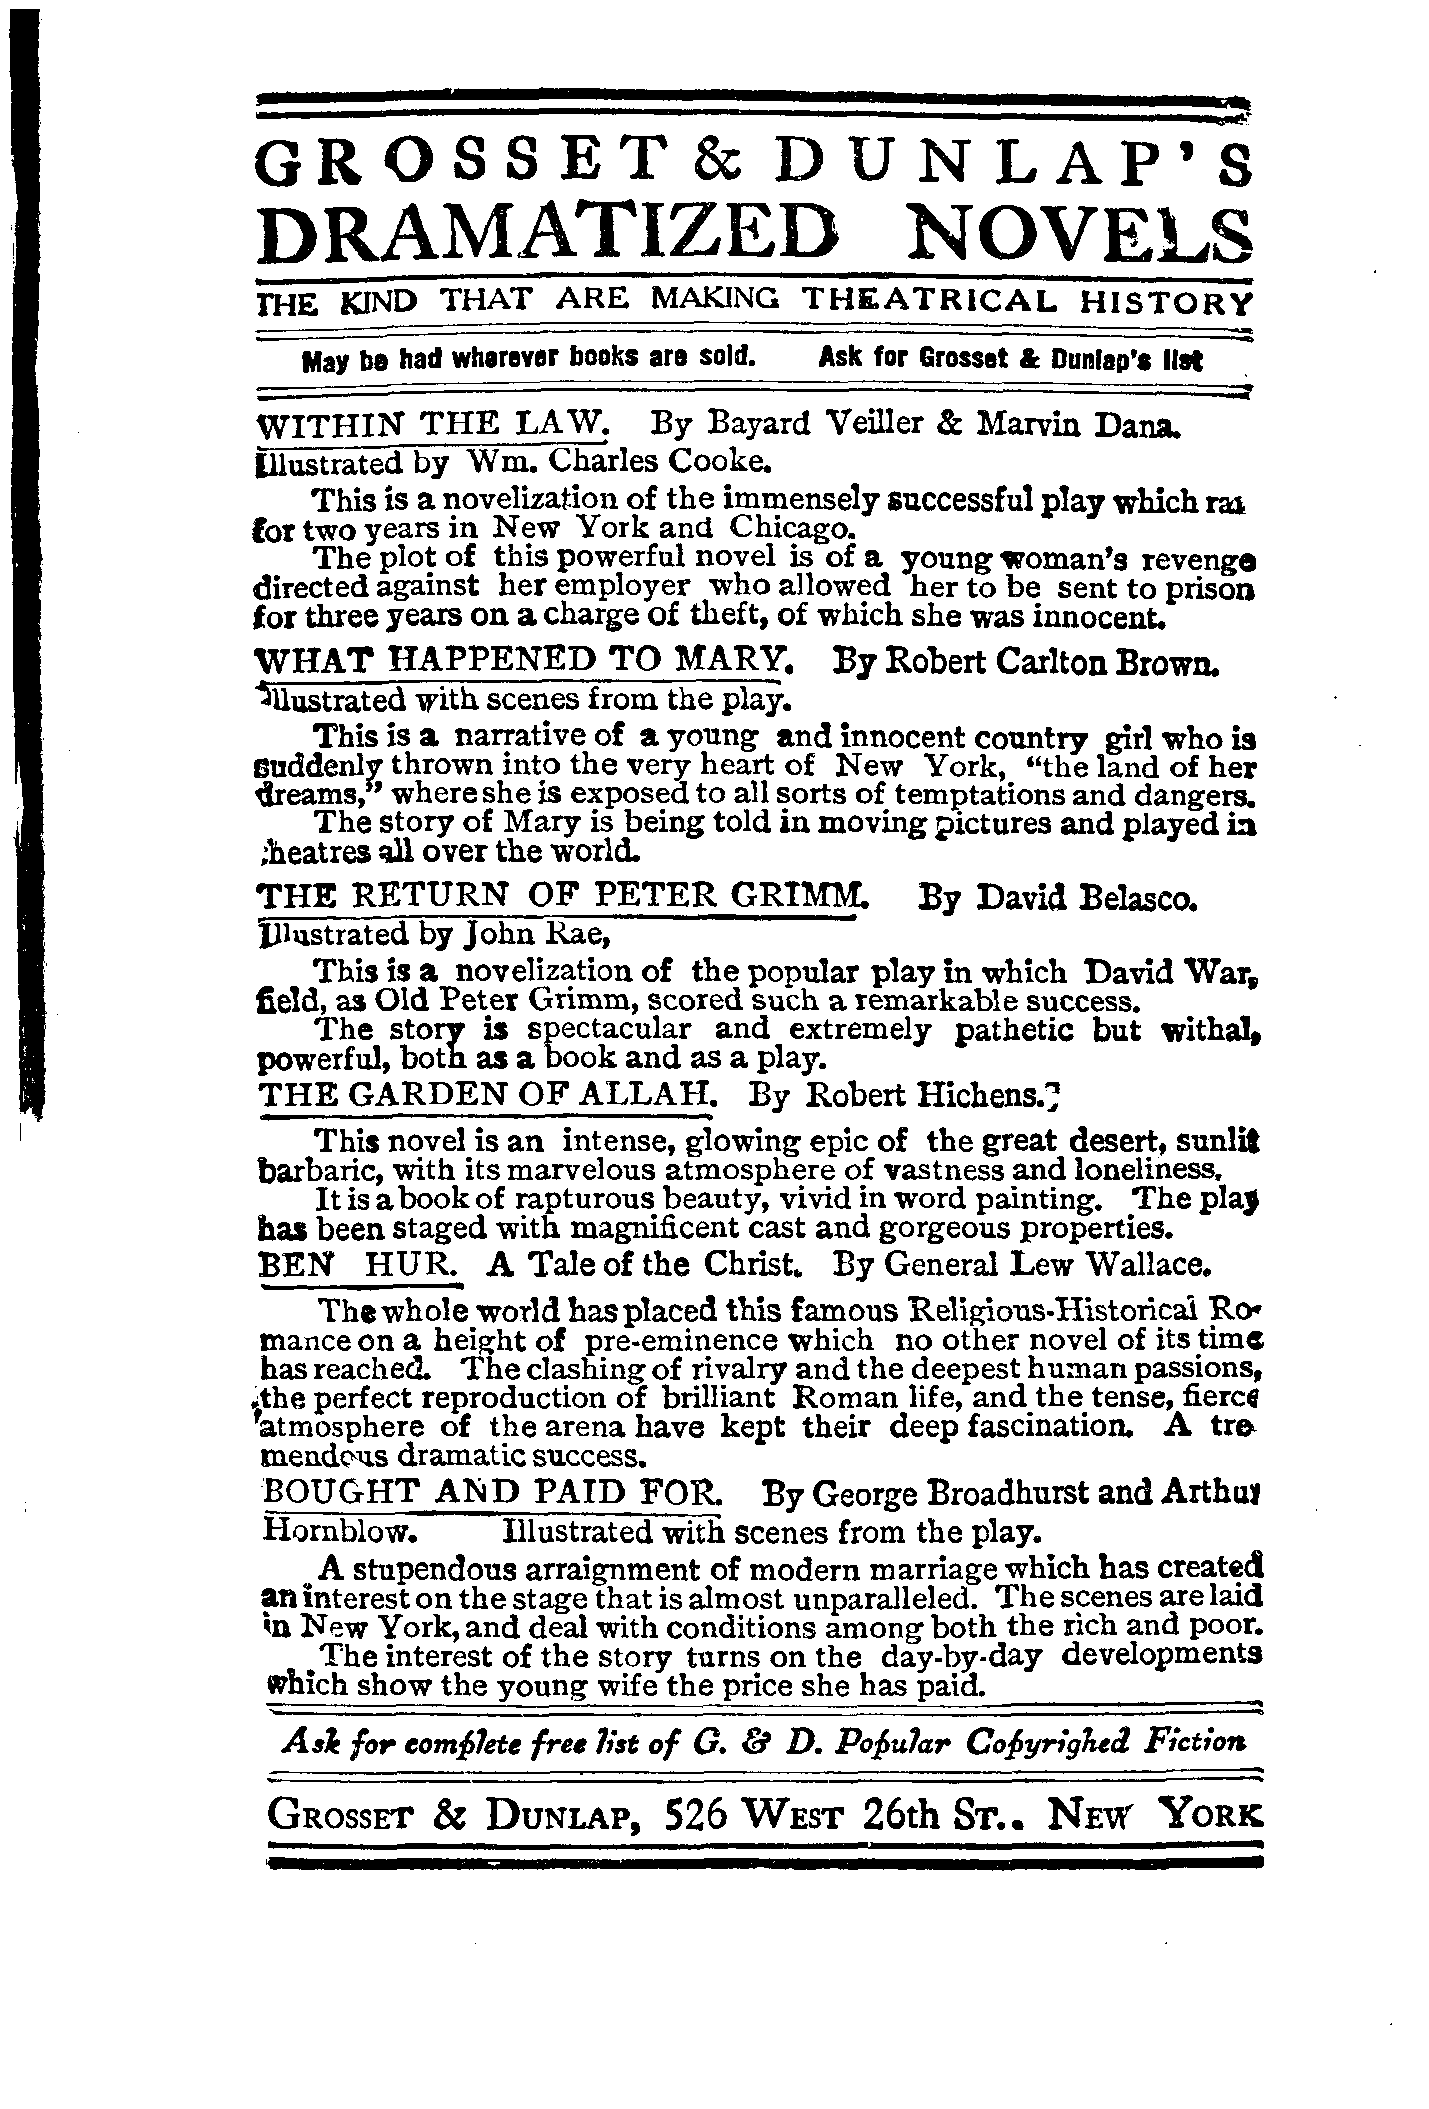 GROSSET & DUNLAP'S
DRAMATIZED NOVELS
THE KIND THAT ARE MAKING THEATRICAL HISTORY
May be had wherever books are sold. Ask for Grosset & Dunlap's list
WITHIN THE LAW. By Bayard Veiller & Marvin Dana.
Illustrated by Wm. Charles Cooke.
This is a novelization of the immensely successful play which ran
for two years in New York and Chicago.
The plot of this powerful novel is of a young woman's revenge
directed against her employer who allowed her to be sent to prison
for three years on a charge of theft, of which she was innocent.
WHAT HAPPENED TO MARY. By Robert Carlton Brown.
Illustrated with scenes from the play.
This is a narrative of a young and innocent country girl who is
suddenly thrown into the very heart of New York, "the land of her
dreams," where she is exposed to all sorts of temptations and dangers.
The story of Mary is being told in moving pictures and played in
theatres all over the world.
THE RETURN OF PETER GRIMM. By David Belasco.
Illustrated by John Rae,
This is a novelization of the popular play in which David War,
field, as Old Peter Grimm, scored such a remarkable success.
The story is spectacular and extremely pathetic but withal,
powerful, both as a book and as a play.
THE GARDEN OF ALLAH. By Robert Hichens.
This novel is an intense, glowing epic of the great desert, sunlit
barbaric, with its marvelous atmosphere of vastness and loneliness.
It is a book of rapturous beauty, vivid in word painting. The play
has been staged with magnificent cast and gorgeous properties.
BEN HUR. A Tale of the Christ. By General Lew Wallace.
The whole world has placed this famous Religious-Historical Ro-
mance on a height of pre-eminence which no other novel of its time
has reached. The clashing of rivalry and the deepest human passions,
the perfect reproduction of brilliant Roman life, and the tense, fierce
atmosphere of the arena have kept their deep fascination. A tre-
mendous dramatic success.
BOUGHT AND PAID FOR. By George Broadhurst and Arthur
Hornblow. Illustrated with scenes from the play.
A stupendous arraignment of modern marriage which has created
an interest on the stage that is almost unparalleled. The scenes are laid
in New York, and deal with conditions among both the rich and poor.
The interest of the story turns on the day-by-day developments
which show the young wife the price she has paid.
Ask for complete free list of G. & D. Popular Copyrighed Fiction
GROSSET & DUNLAP, 526 WEST 26th ST.. NEW YORK